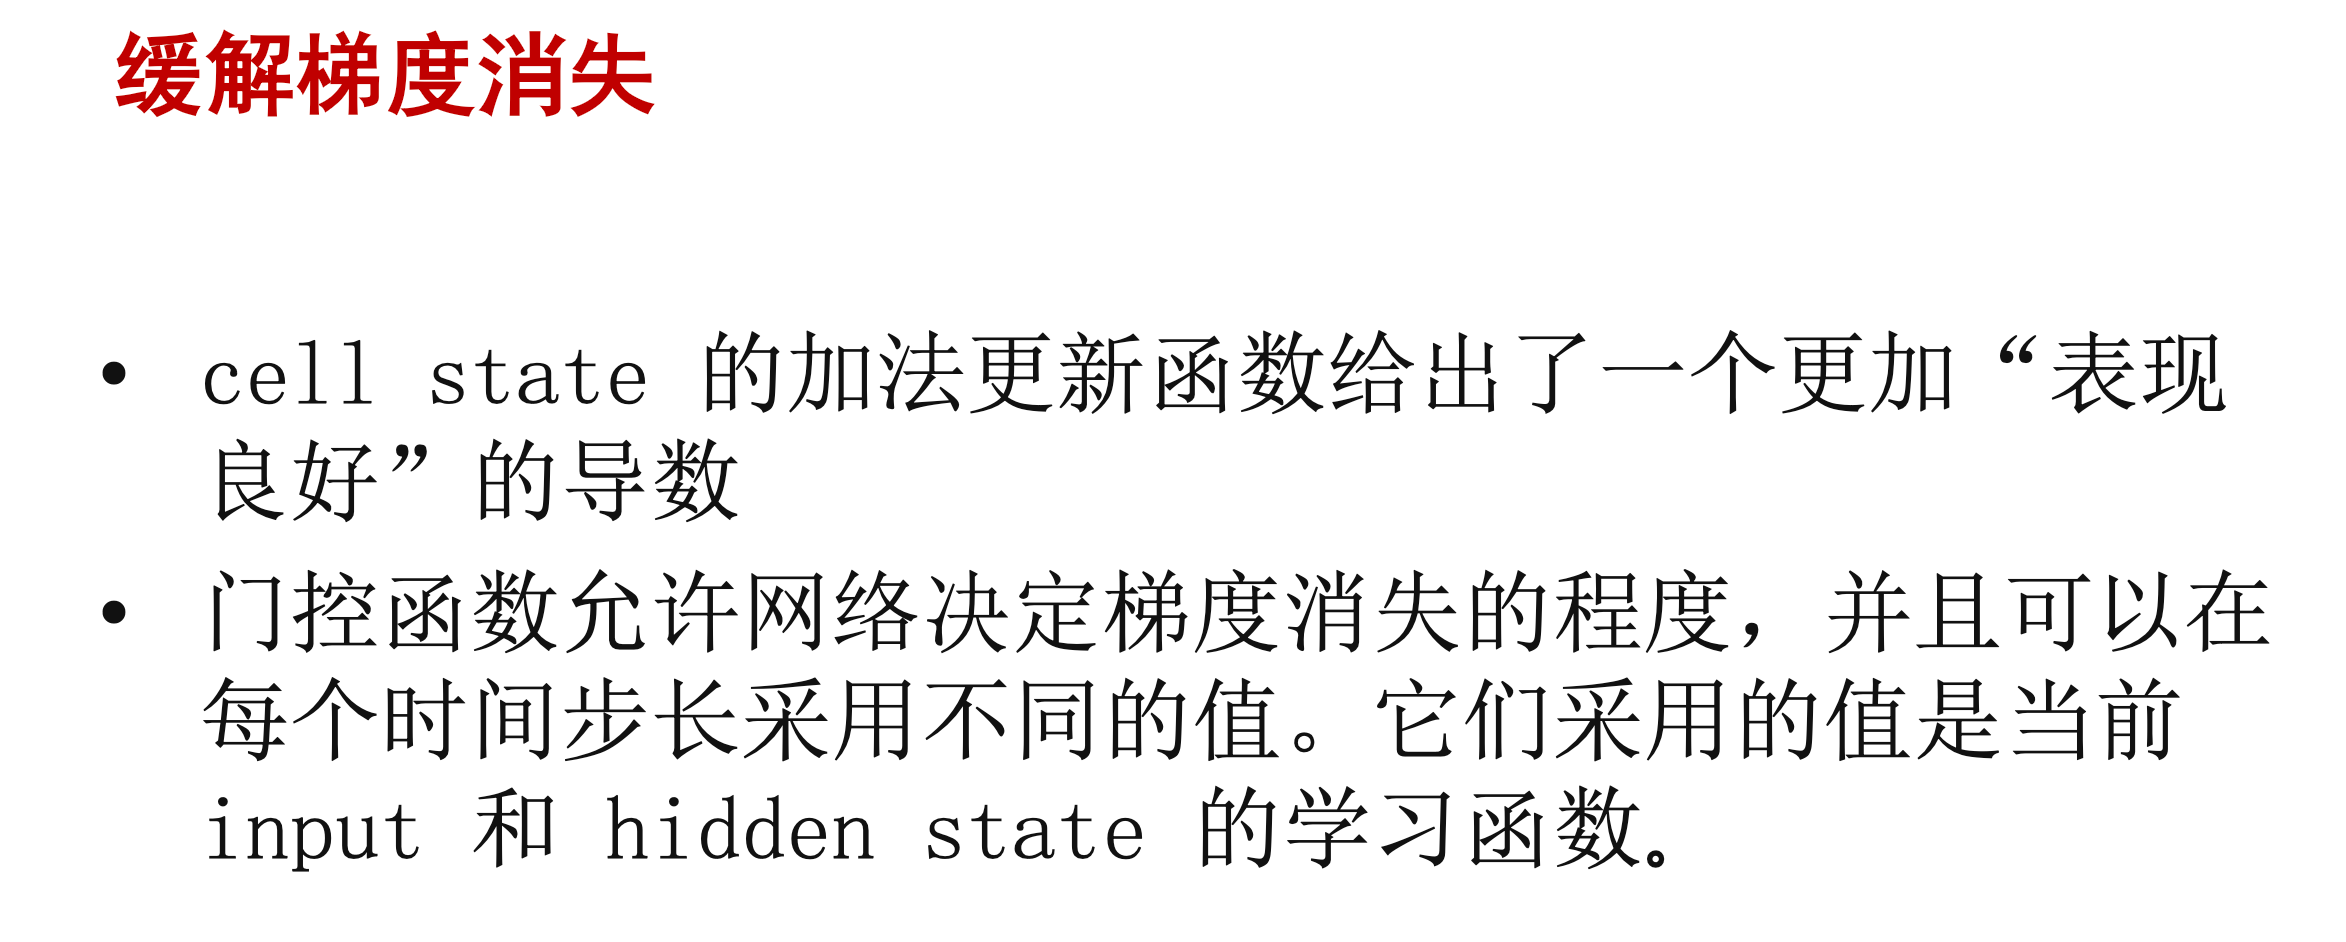 缓解梯度消失
• cell state 的加法更新函数给出了一个更加“表现
良好”的导数
• 门控函数允许网络决定梯度消失的程度，并且可以在
每个时间步长采用不同的值。它们采用的值是当前
input 和 hidden state 的学习函数。